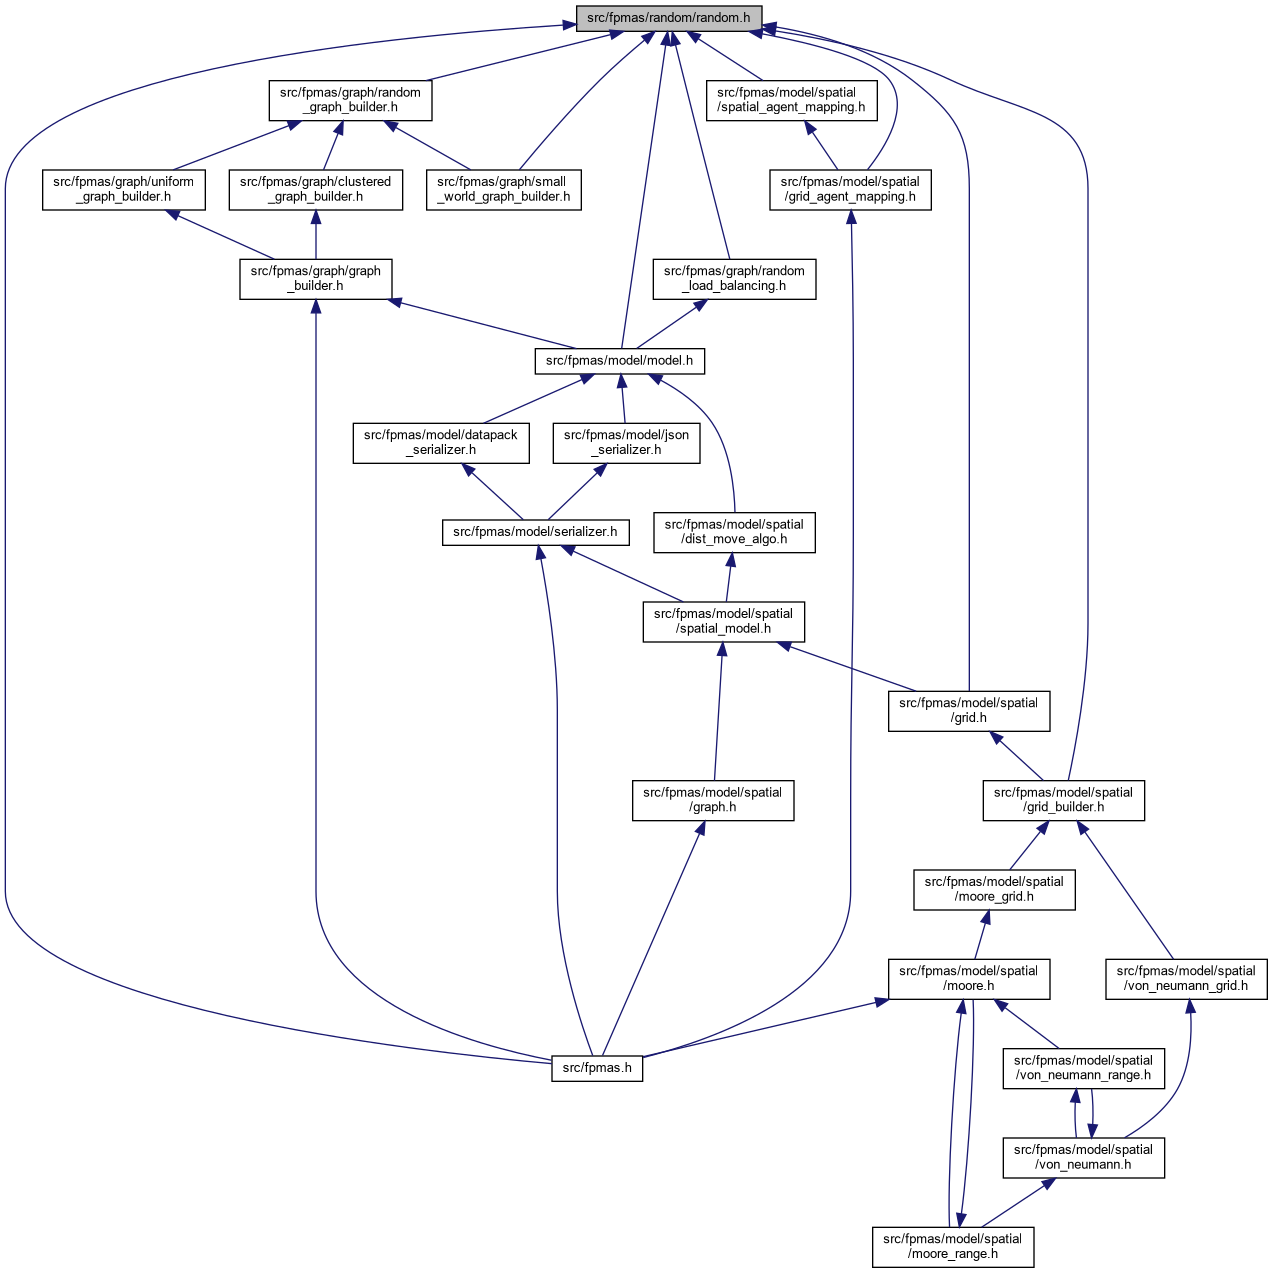 src/fpmas/random/random.h
src/fpmas/graph/random
_graph_builder.h
src/fpmas/model/spatial
/spatial_agent_mapping.h
src/fpmas/graph/uniform
_graph_builder.h
src/fpmas/graph/clustered
_graph_builder.h
src/fpmas/graph/small
_world_graph_builder.h
src/fpmas/model/spatial
/grid_agent_mapping.h
src/fpmas/graph/graph
_builder.h
src/fpmas/graph/random
_load_balancing.h
src/fpmas/model/model.h
src/fpmas/model/datapack
_serializer.h
src/fpmas/model/json
_serializer.h
src/fpmas/model/serializer.h
src/fpmas/model/spatial
/dist_move_algo.h
src/fpmas/model/spatial
/spatial_model.h
src/fpmas/model/spatial
/grid.h
src/fpmas/model/spatial
/graph.h
src/fpmas/model/spatial
/grid_builder.h
src/fpmas/model/spatial
/moore_grid.h
src/fpmas/model/spatial
/moore.h
src/fpmas/model/spatial
/von_neumann_grid.h
src/fpmas.h
src/fpmas/model/spatial
/von_neumann_range.h
src/fpmas/model/spatial
/von_neumann.h
src/fpmas/model/spatial
/moore_range.h